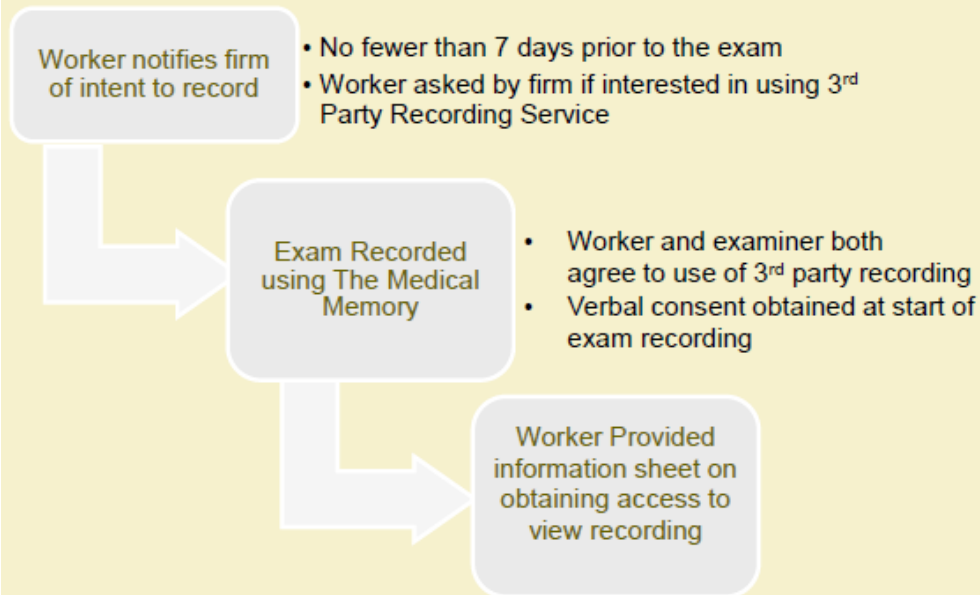 Worker notifies firm
of intent to record
• No fewer than 7 days prior to the exam
• Worker asked by firm if interested in using 3rd
Party Recording Service
Exam Recorded
using The Medical
Memory
• Worker and examiner both
agree to use of 3rd party recording
• Verbal consent obtained at start of
exam recording
Worker Provided
information sheet on
obtaining access to
view recording